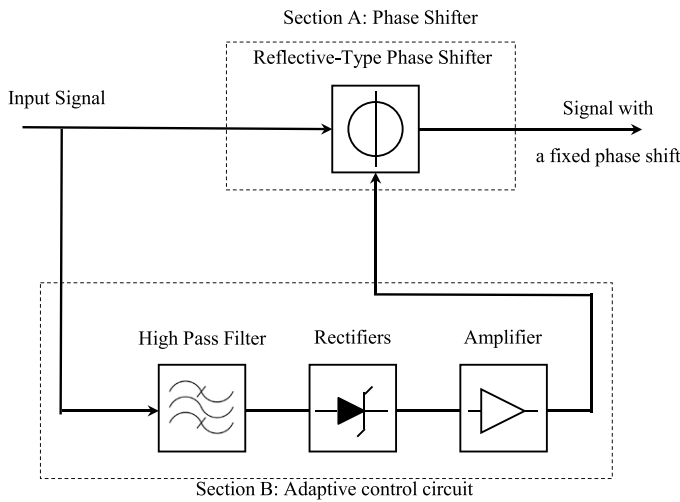 Section A: Phase Shifter
Reflective-Type Phase Shifter
Input Signal
Signal with
a fixed phase shift
High Pass Filter
Rectifiers
Amplifier
Section B: Adaptive control circuit